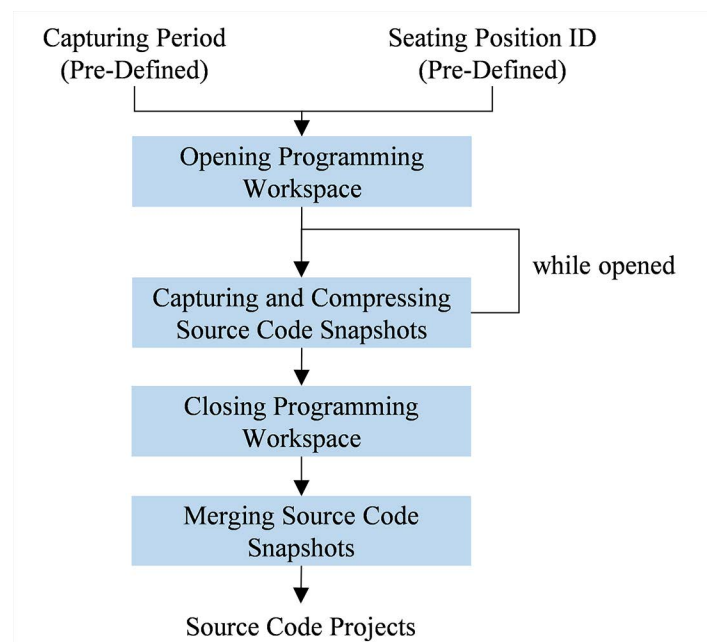 Capturing Period
(Pre-Defined)
Seating Position ID
(Pre-Defined)
Opening Programming
Workspace
while opened
Capturing and Compressing
Source Code Snapshots
Closing Programming
Workspace
Merging Source Code
Snapshots
Source Code Projects